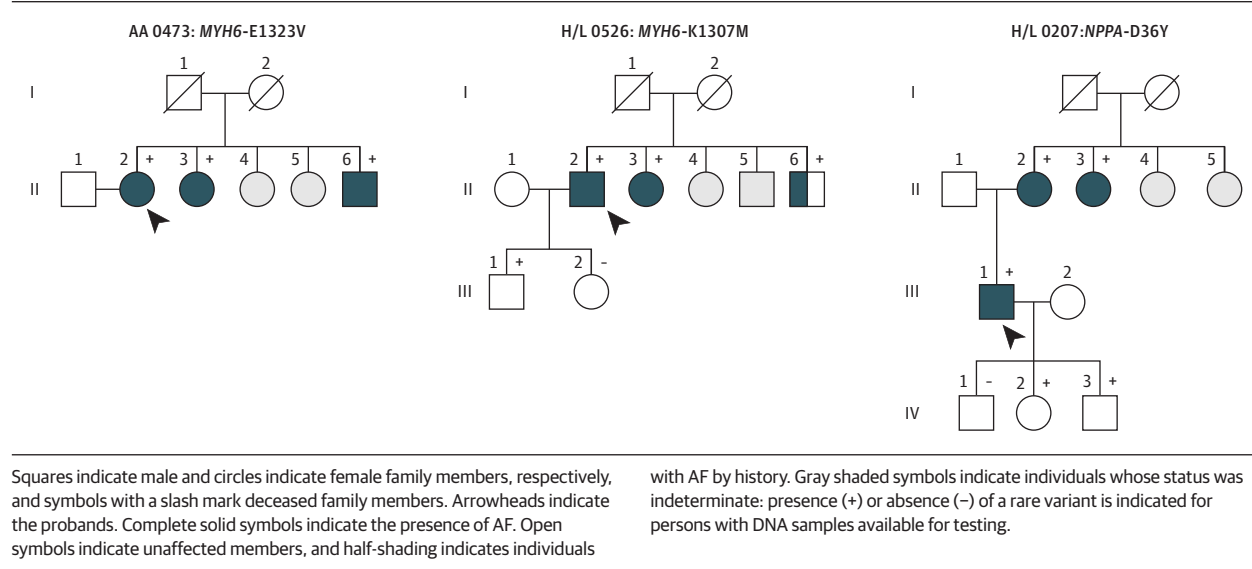 AA 0473: MYH6-E1323V
H/L 0526: MYH6-K1307M
H/L 0207:NPPA-D36Y
1 2
I
1 2 + 3 + 4 5 6 +
II
1 2
I
1 2 + 3 + 4 5 6 +
II
1 + 2 -
III
I
1 2 + 3 + 4 5
II
1 + 2
III
1 - 2 + 3 +
IV
Squares indicate male and circles indicate female family members, respectively,
and symbols with a slash mark deceased family members. Arrowheads indicate
the probands. Complete solid symbols indicate the presence of AF. Open
symbols indicate unaffected members, and half-shading indicates individuals
with AF by history. Gray shaded symbols indicate individuals whose status was
indeterminate: presence (+) or absence (−) of a rare variant is indicated for
persons with DNA samples available for testing.